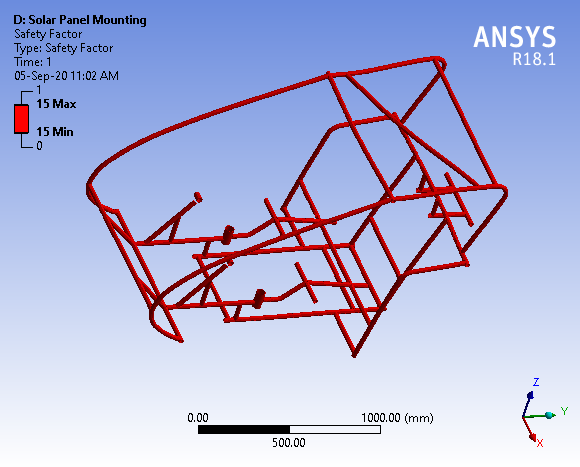 D: Solar Panel Mounting
Safety Factor
Type: Safety Factor
Time: 1
05-Sep-20 11:02 AM
1
15 Max
15 Min
0
ANSYS
R18.1
0.00
1000.00 (mm)
500.00
Z
Y
X